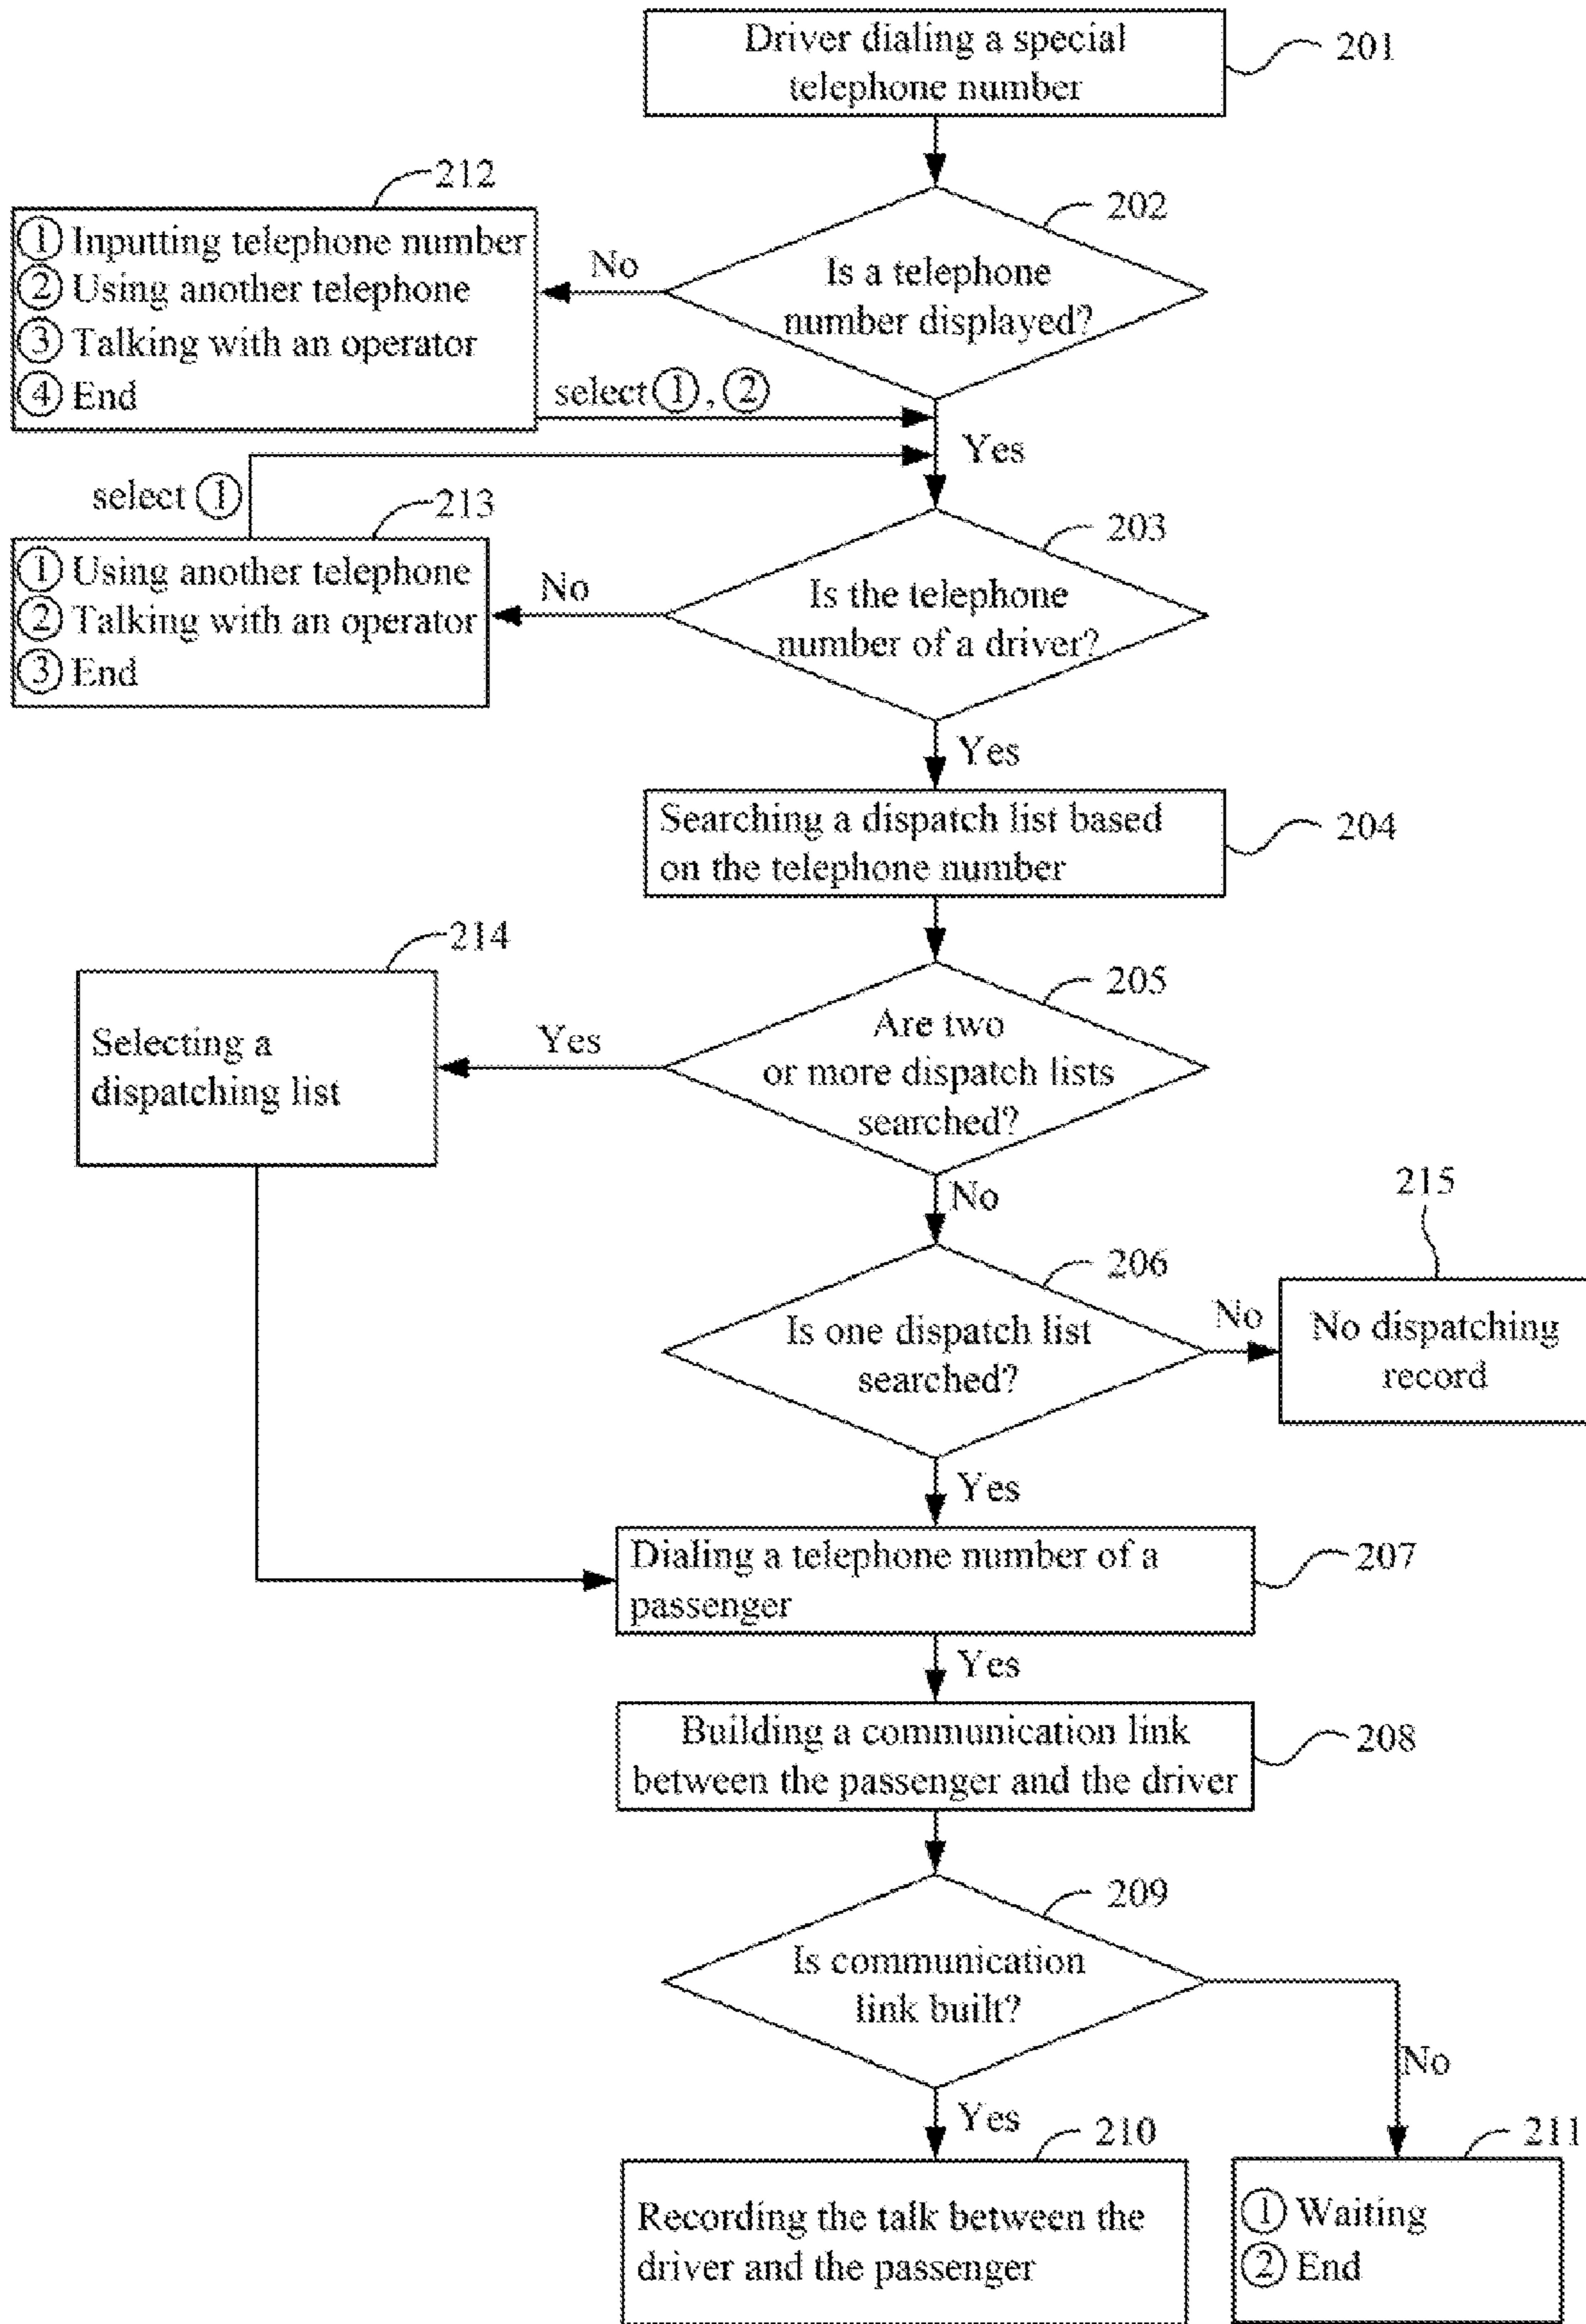 Driver dialing a special
telephone number
201
212
202
① Inputting telephone number
② Using another telephone
③ Talking with an operator
④ End
No
Is a telephone
number displayed?
select ①, ②
Yes
select ①
213
203
① Using another telephone
② Talking with an operator
③ End
No
Is the telephone
number of a driver?
Yes
Searching a dispatch list based
on the telephone number
204
214
205
Selecting a
dispatching list
Yes
Are two
or more dispatch lists
searched?
No
215
206
Is one dispatch list
searched?
No
No dispatching
record
Yes
Dialing a telephone number of a
passenger
207
Yes
Building a communication link
between the passenger and the driver
208
209
Is communication
link built?
No
Yes
210
211
Recording the talk between the
driver and the passenger
① Waiting
② End